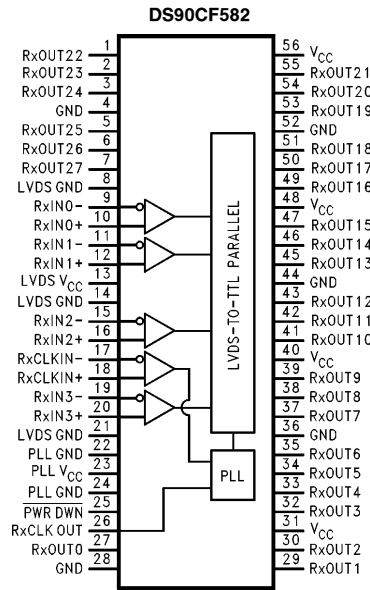 DS90CF582
RxOUT22 1
RxOUT23 2
RxOUT24 3
GND 4
RxOUT25 5
RxOUT26 6
RxOUT27 7
LVDS GND 8
RxIN0- 9
RxIN0+ 10
RxIN1- 11
RxIN1+ 12
LVDS VCC 13
LVDS GND 14
RxIN2- 15
RxIN2+ 16
RxCLKIN- 17
RxCLKIN+ 18
RxIN3- 19
RxIN3+ 20
LVDS GND 21
PLL GND 22
PLL VCC 23
PLL GND 24
PWR DWN 25
RxCLK OUT 26
RxOUT0 27
GND 28
LVDS-TO-TTL PARALLEL
PLL
56 VCC
55 RxOUT21
54 RxOUT20
53 RxOUT19
52 GND
51 RxOUT18
50 RxOUT17
49 RxOUT16
48 VCC
47 RxOUT15
46 RxOUT14
45 RxOUT13
44 GND
43 RxOUT12
42 RxOUT11
41 RxOUT10
40 VCC
39 RxOUT9
38 RxOUT8
37 RxOUT7
36 GND
35 RxOUT6
34 RxOUT5
33 RxOUT4
32 RxOUT3
31 VCC
30 RxOUT2
29 RxOUT1